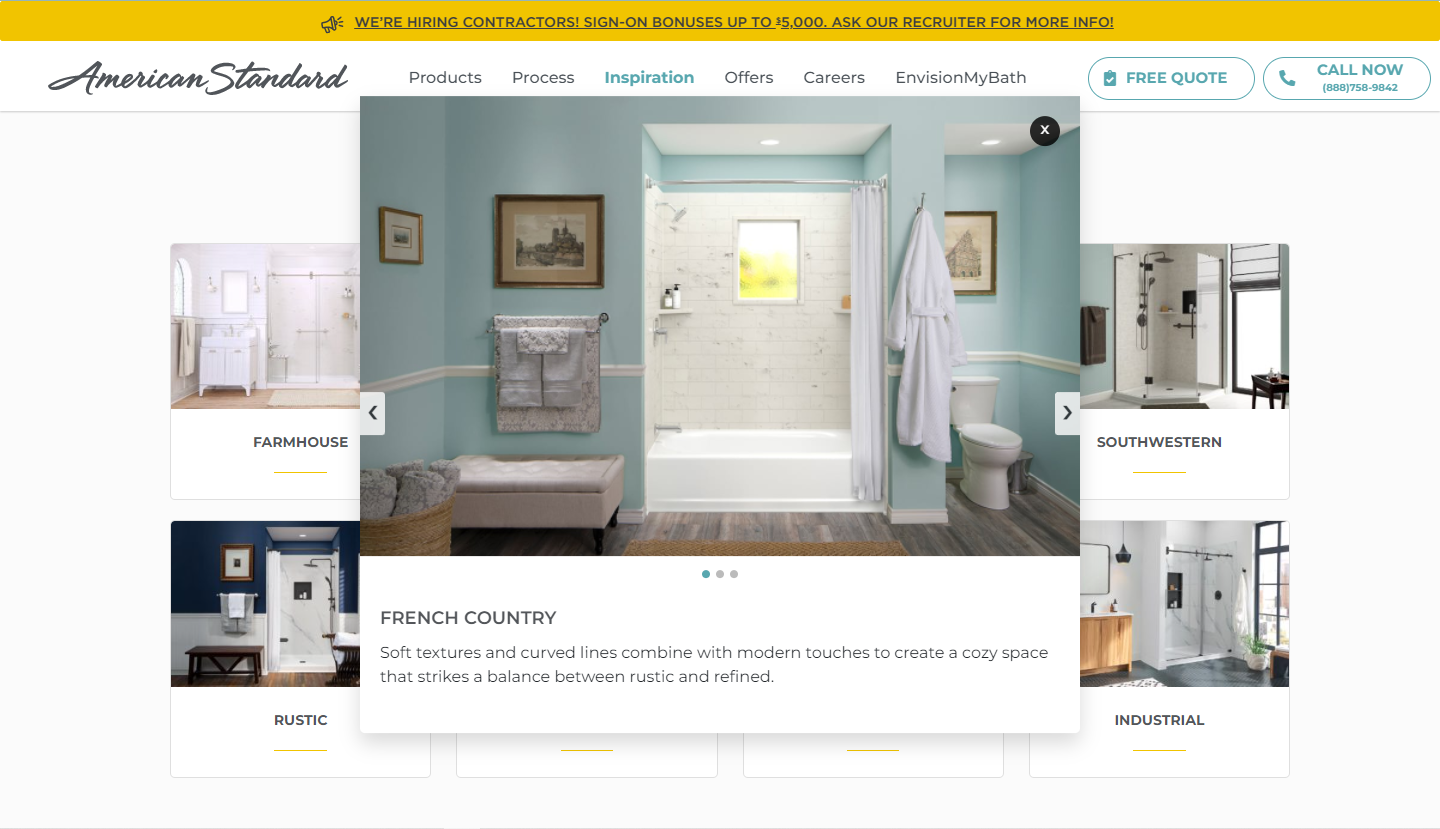 WE'RE HIRING CONTRACTORS! SIGN-ON BONUSES UP TO $5,000. ASK OUR RECRUITER FOR MORE INFO!
American Standard
Products
Process
Inspiration
Offers
Careers
EnvisionMyBath
FREE QUOTE
CALL NOW
(888)758-9842
X
❮
❯
FARMHOUSE
SOUTHWESTERN
FRENCH COUNTRY
Soft textures and curved lines combine with modern touches to create a cozy space
that strikes a balance between rustic and refined.
RUSTIC
INDUSTRIAL